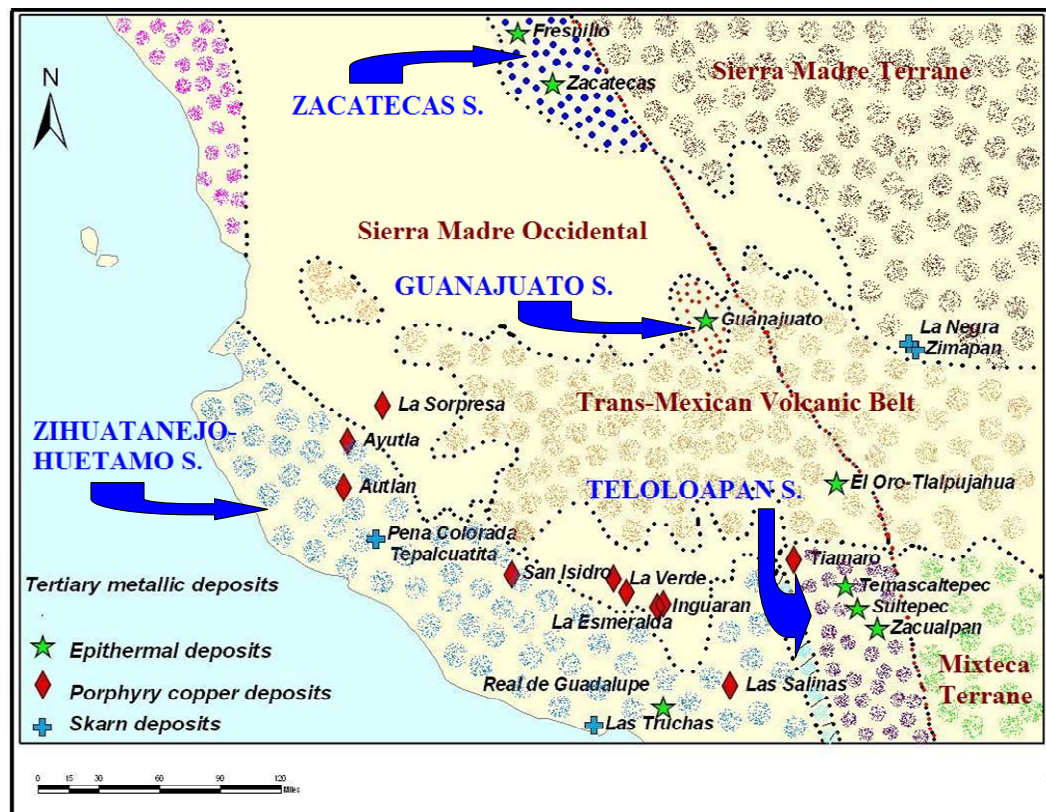 N
Fresnillo
Zacatecas
ZACATECAS S.
Sierra Madre Terrane
Sierra Madre Occidental
GUANAJUATO S.
Guanajuato
La Negra
Zimapan
La Sorpresa
Trans-Mexican Volcanic Belt
ZIHUATANEJO-
HUETAMO S.
Ayutla
Autlan
TELOLOAPAN S.
El Oro-Tlalpujahua
Pena Colorada
Tepalcuatita
Tiamaro
San Isidro
La Verde
Temascaltepec
Inguaran
Sultepec
La Esmeralda
Zacualpan
Mixteca
Terrane
Real de Guadalupe
Las Salinas
Las Truchas
Tertiary metallic deposits
Epithermal deposits
Porphyry copper deposits
Skarn deposits
0 15 30 60 90 120
Miles